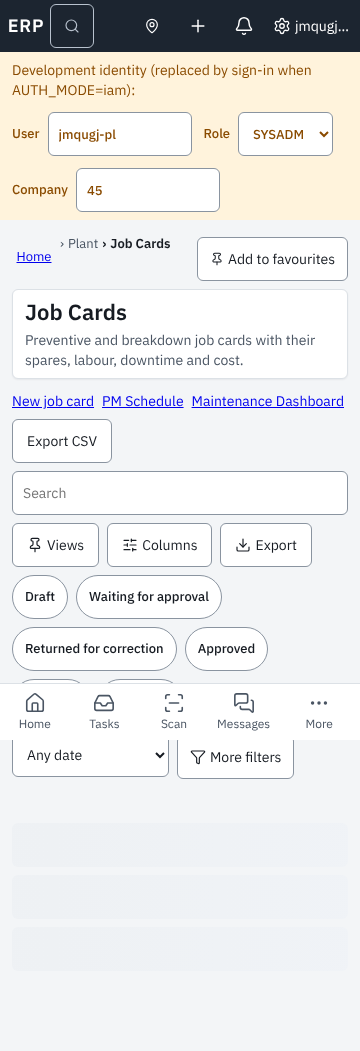 ERP
jmqugj...
Development identity (replaced by sign-in when
AUTH_MODE=iam):
User
jmqugj-pl
Role
SYSADM
Company
45
Home
› Plant › Job Cards
Add to favourites
Job Cards
Preventive and breakdown job cards with their
spares, labour, downtime and cost.
New job card PM Schedule Maintenance Dashboard
Export CSV
Search
Views
Columns
Export
Draft
Waiting for approval
Returned for correction
Approved
Home
Tasks
Scan
Messages
More
Any date
More filters